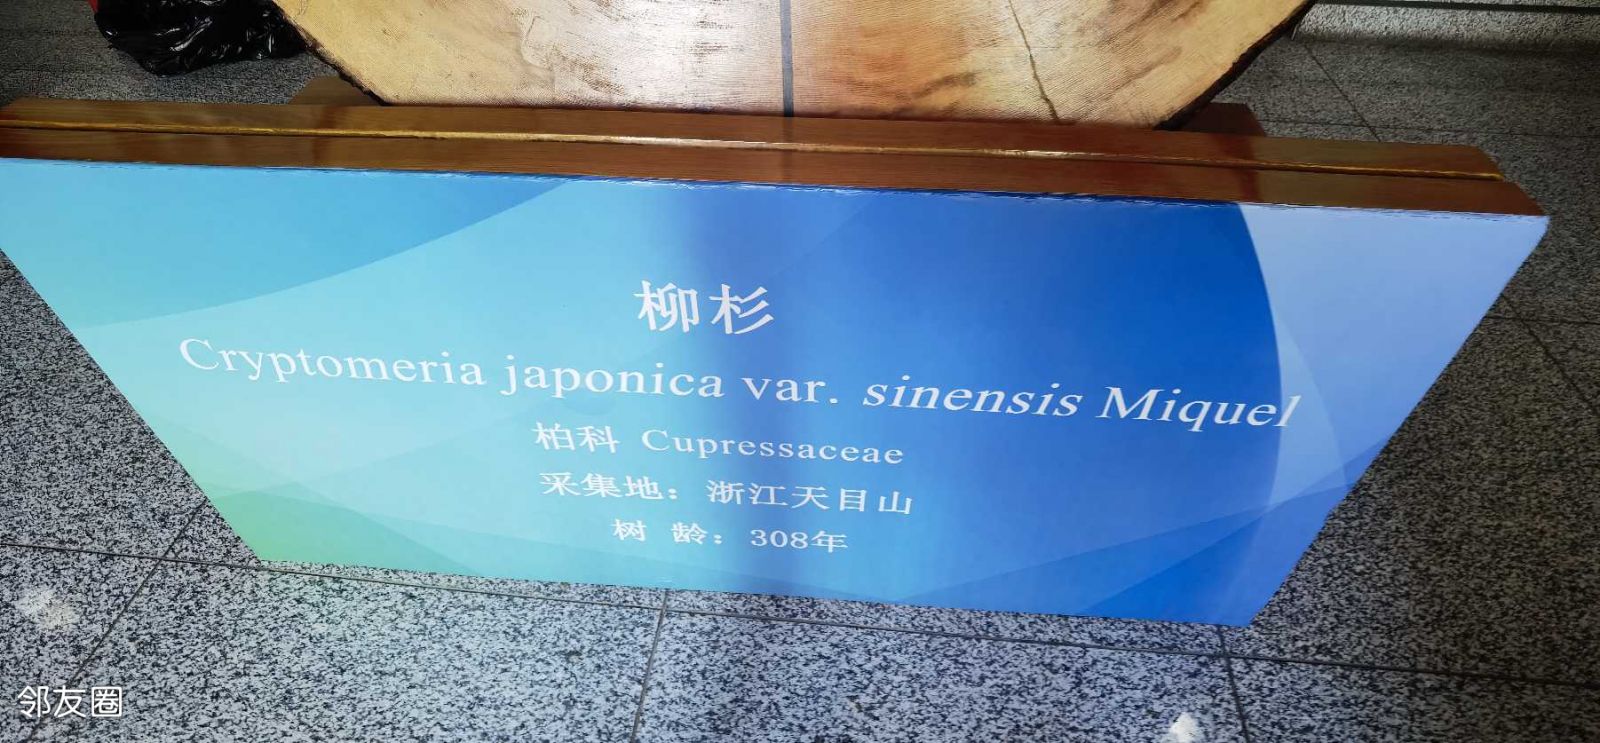 柳杉
Cryptomeria japonica var. sinensis Miquel
柏科 Cupressaceae
采集地：浙江天目山
树 龄：308年
邻友圈